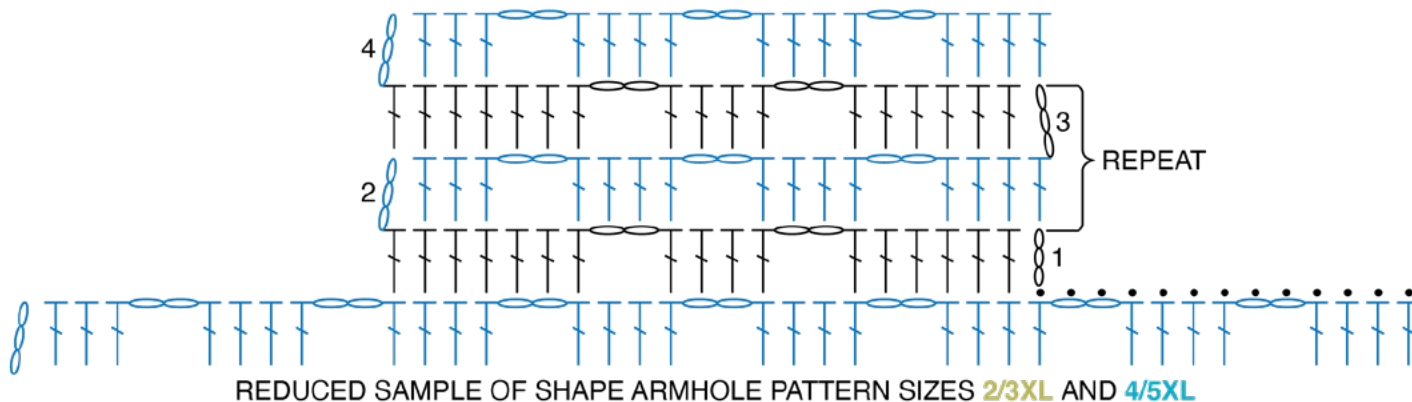 4
3
2
REPEAT
1
REDUCED SAMPLE OF SHAPE ARMHOLE PATTERN SIZES 2/3XL AND 4/5XL